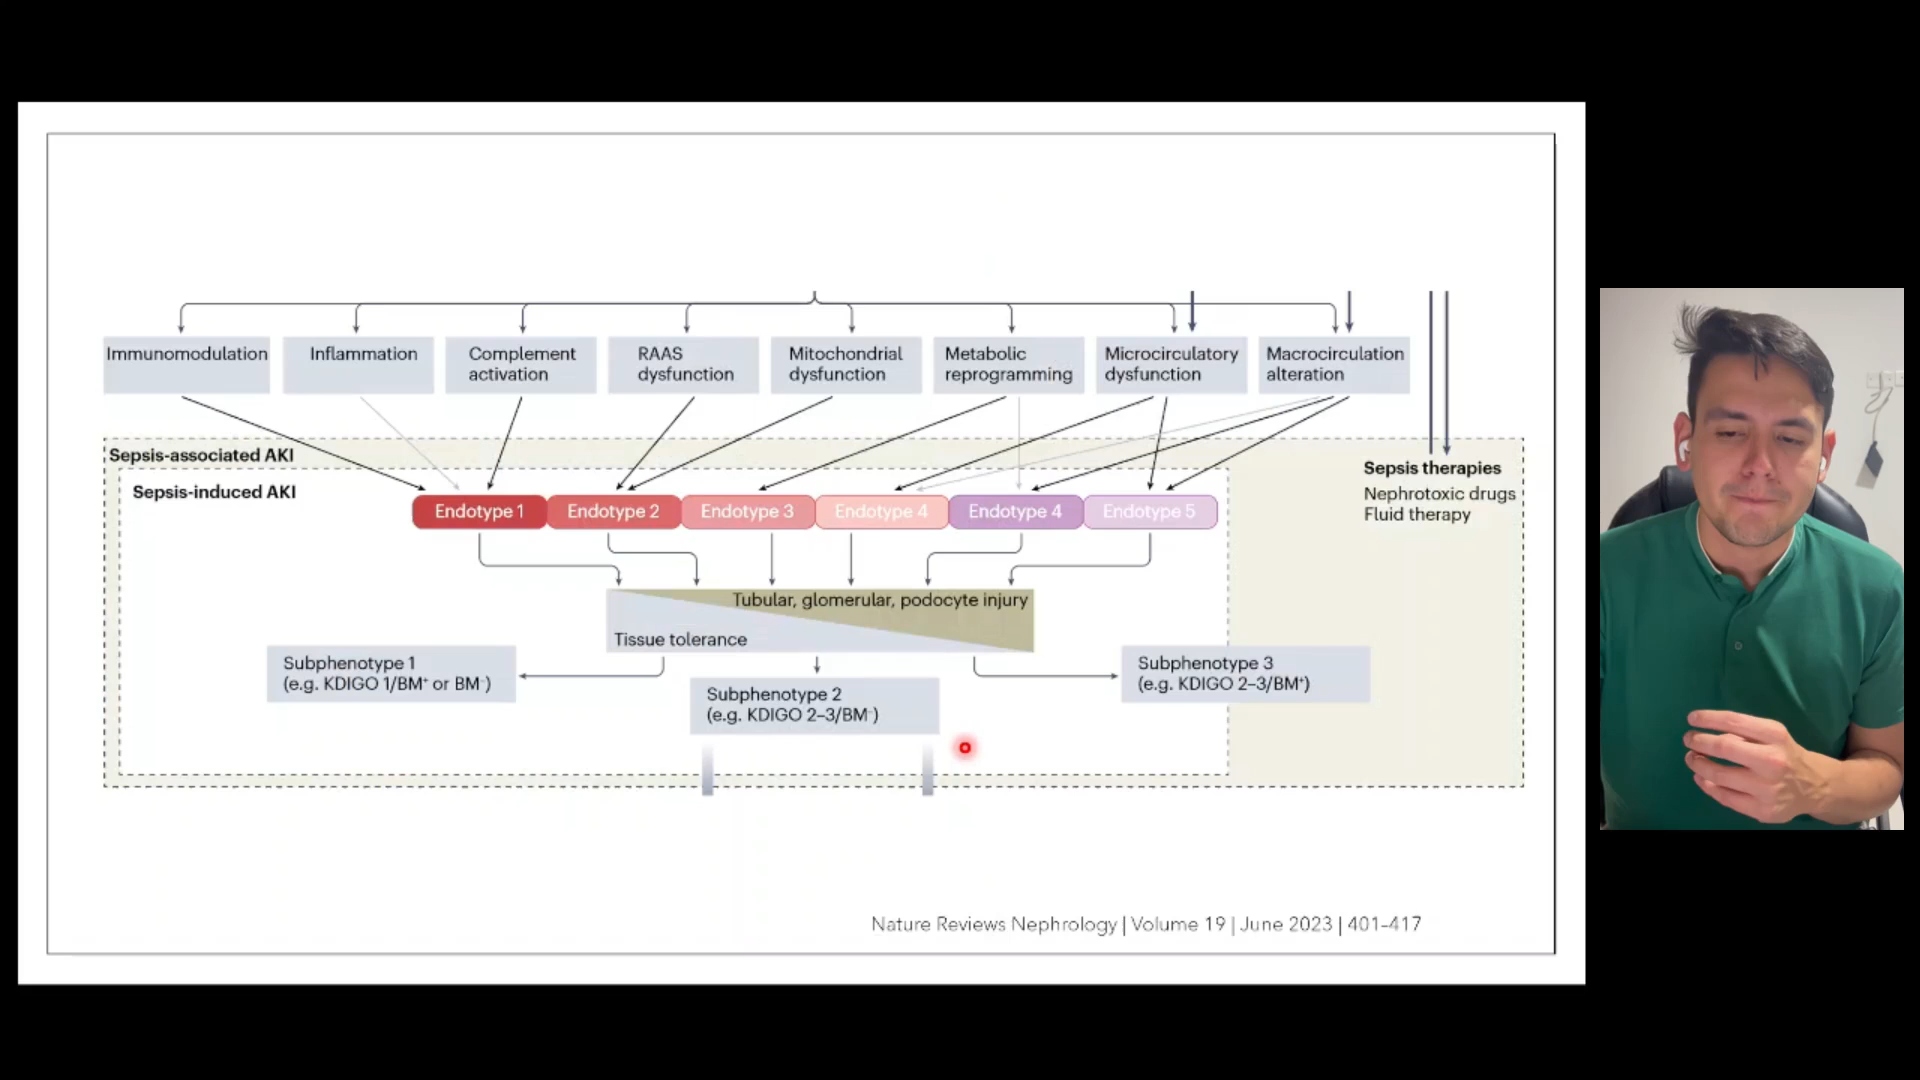 Immunomodulation
Inflammation
Complement
activation
RAAS
dysfunction
Mitochondrial
dysfunction
Metabolic
reprogramming
Microcirculatory
dysfunction
Macrocirculation
alteration
Sepsis-associated AKI
Sepsis-induced AKI
Sepsis therapies
Nephrotoxic drugs
Fluid therapy
Endotype 1
Endotype 2
Endotype 3
Endotype 4
Endotype 4
Endotype 5
Tubular, glomerular, podocyte injury
Tissue tolerance
Subphenotype 1
(e.g. KDIGO 1/BM⁺ or BM⁻)
Subphenotype 2
(e.g. KDIGO 2–3/BM⁻)
Subphenotype 3
(e.g. KDIGO 2–3/BM⁺)
Nature Reviews Nephrology | Volume 19 | June 2023 | 401–417